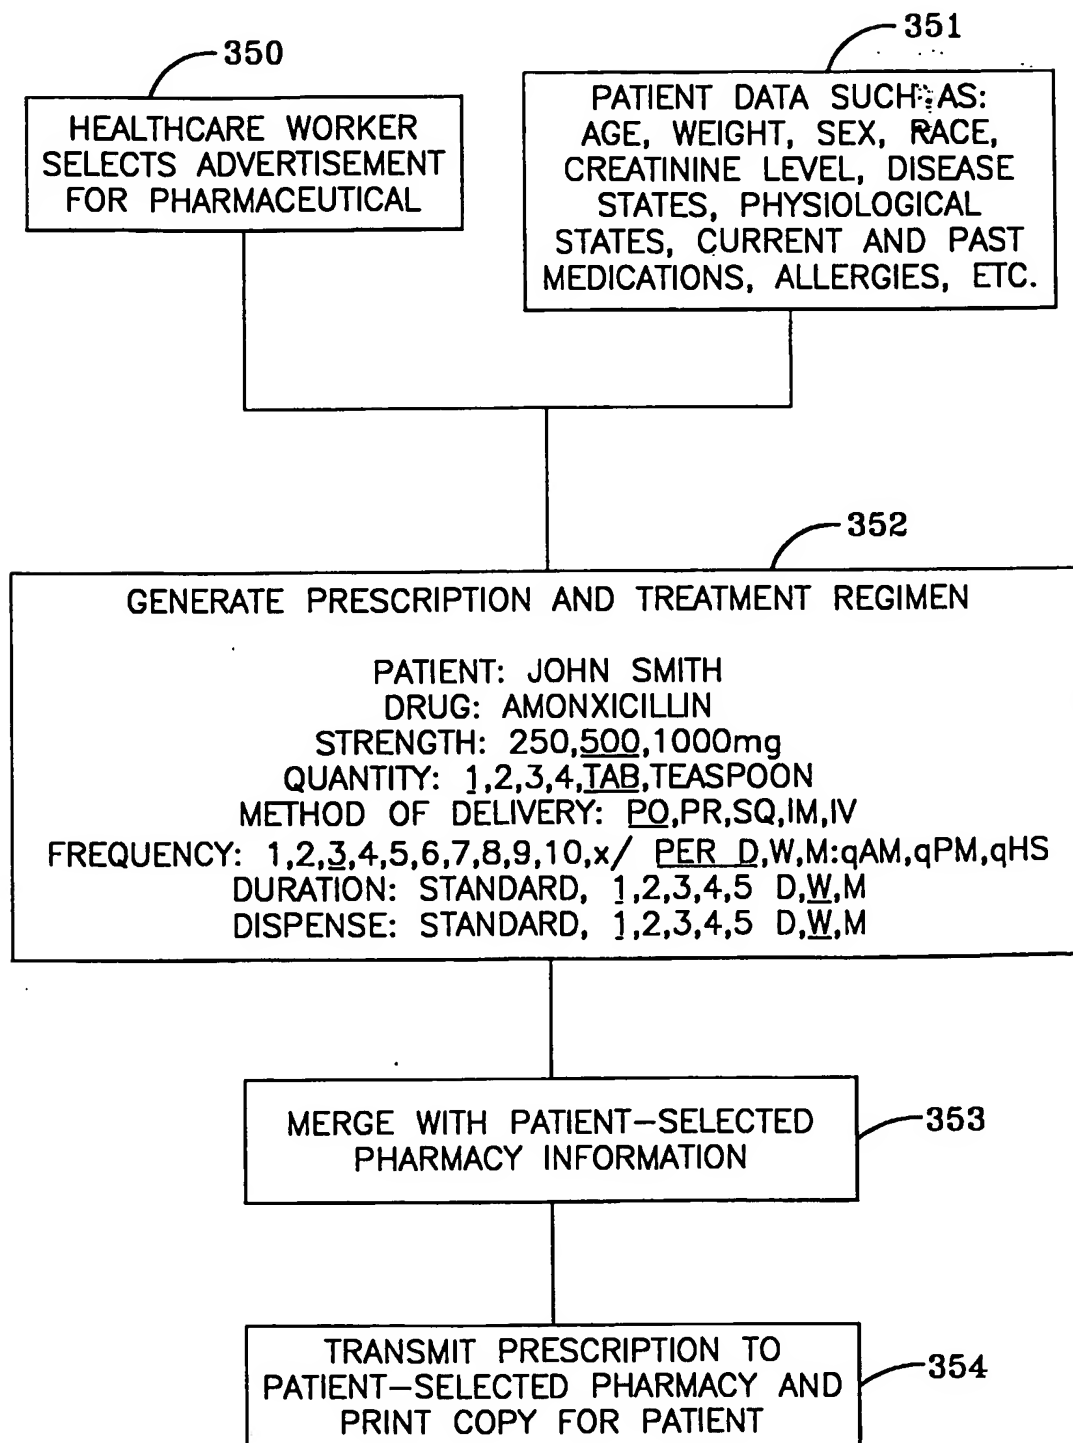 350
HEALTHCARE WORKER
SELECTS ADVERTISEMENT
FOR PHARMACEUTICAL
351
PATIENT DATA SUCH AS:
AGE, WEIGHT, SEX, RACE,
CREATININE LEVEL, DISEASE
STATES, PHYSIOLOGICAL
STATES, CURRENT AND PAST
MEDICATIONS, ALLERGIES, ETC.
352
GENERATE PRESCRIPTION AND TREATMENT REGIMEN
PATIENT: JOHN SMITH
DRUG: AMONXICILLIN
STRENGTH: 250,500,1000mg
QUANTITY: 1,2,3,4,TAB,TEASPOON
METHOD OF DELIVERY: PO,PR,SQ,IM,IV
FREQUENCY: 1,2,3,4,5,6,7,8,9,10,x/ PER D,W,M:qAM,qPM,qHS
DURATION: STANDARD, 1,2,3,4,5 D,W,M
DISPENSE: STANDARD, 1,2,3,4,5 D,W,M
MERGE WITH PATIENT-SELECTED
PHARMACY INFORMATION
353
TRANSMIT PRESCRIPTION TO
PATIENT-SELECTED PHARMACY AND
PRINT COPY FOR PATIENT
354